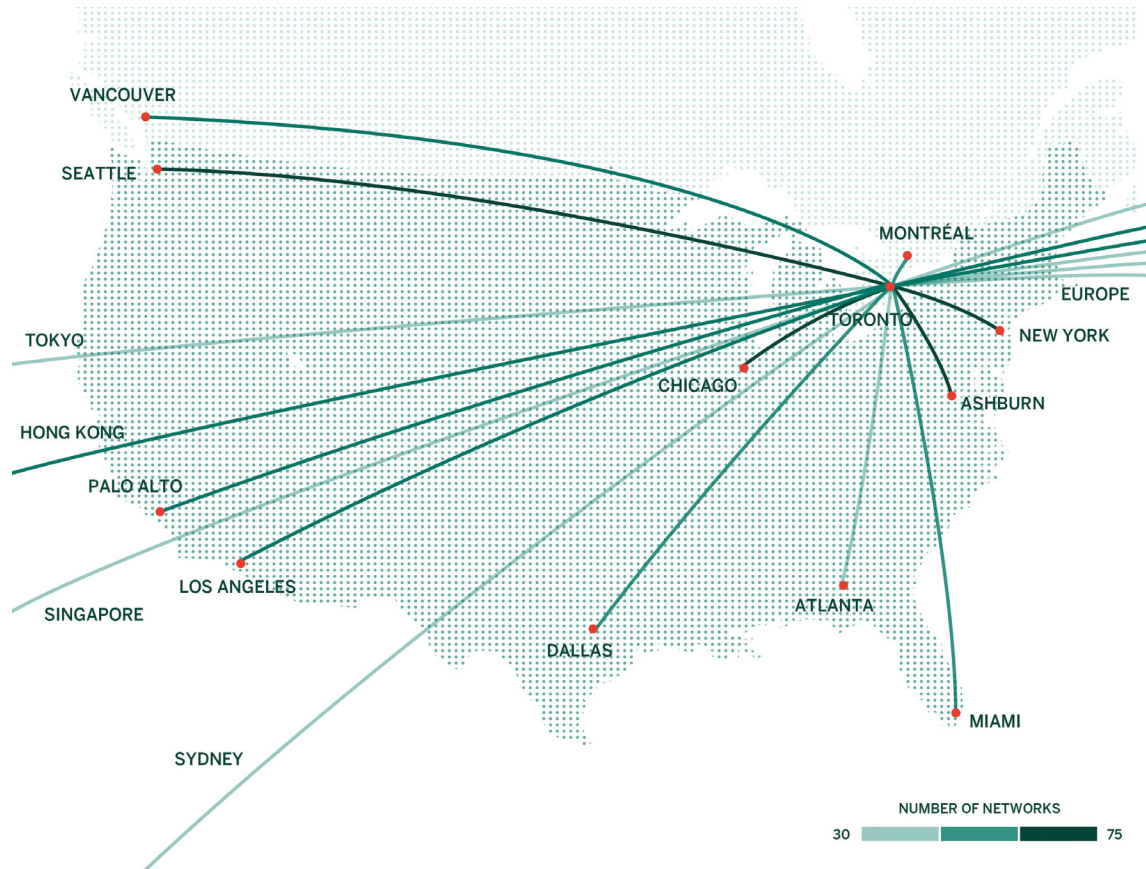 VANCOUVER
SEATTLE
MONTRÉAL
EUROPE
TORONTO
NEW YORK
TOKYO
CHICAGO
ASHBURN
HONG KONG
PALO ALTO
LOS ANGELES
SINGAPORE
ATLANTA
DALLAS
MIAMI
SYDNEY
NUMBER OF NETWORKS
30 75